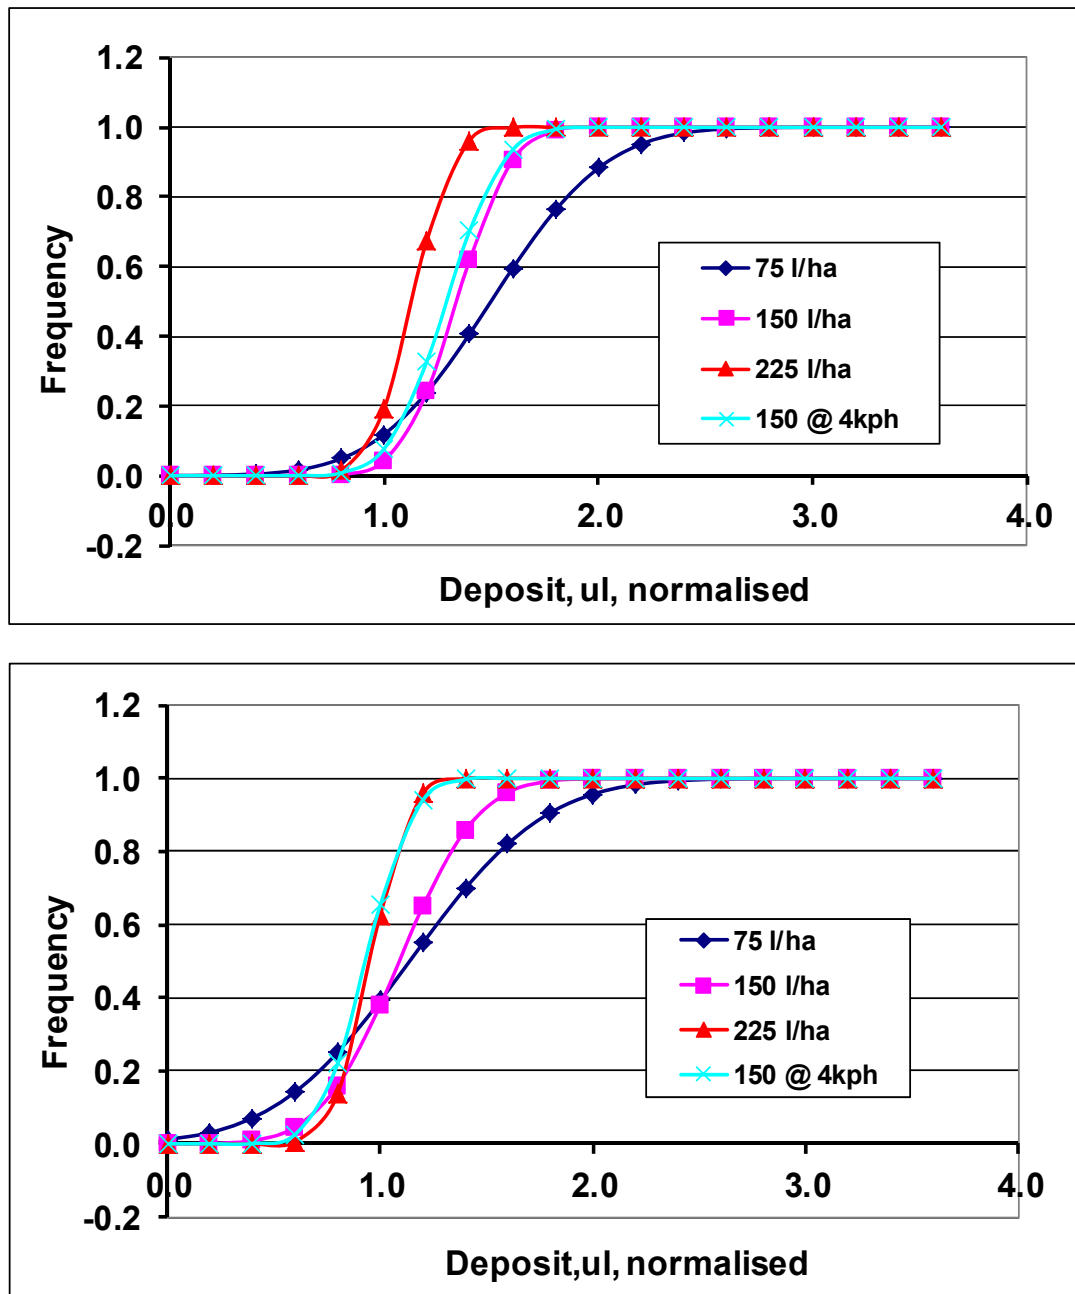 1.2
1.0
0.8
0.6
0.4
0.2
0.0
-0.2
0.0 1.0 2.0 3.0 4.0
Frequency
Deposit, ul, normalised
75 l/ha
150 l/ha
225 l/ha
150 @ 4kph
1.2
1.0
0.8
0.6
0.4
0.2
0.0
-0.2
0.0 1.0 2.0 3.0 4.0
Frequency
Deposit,ul, normalised
75 l/ha
150 l/ha
225 l/ha
150 @ 4kph